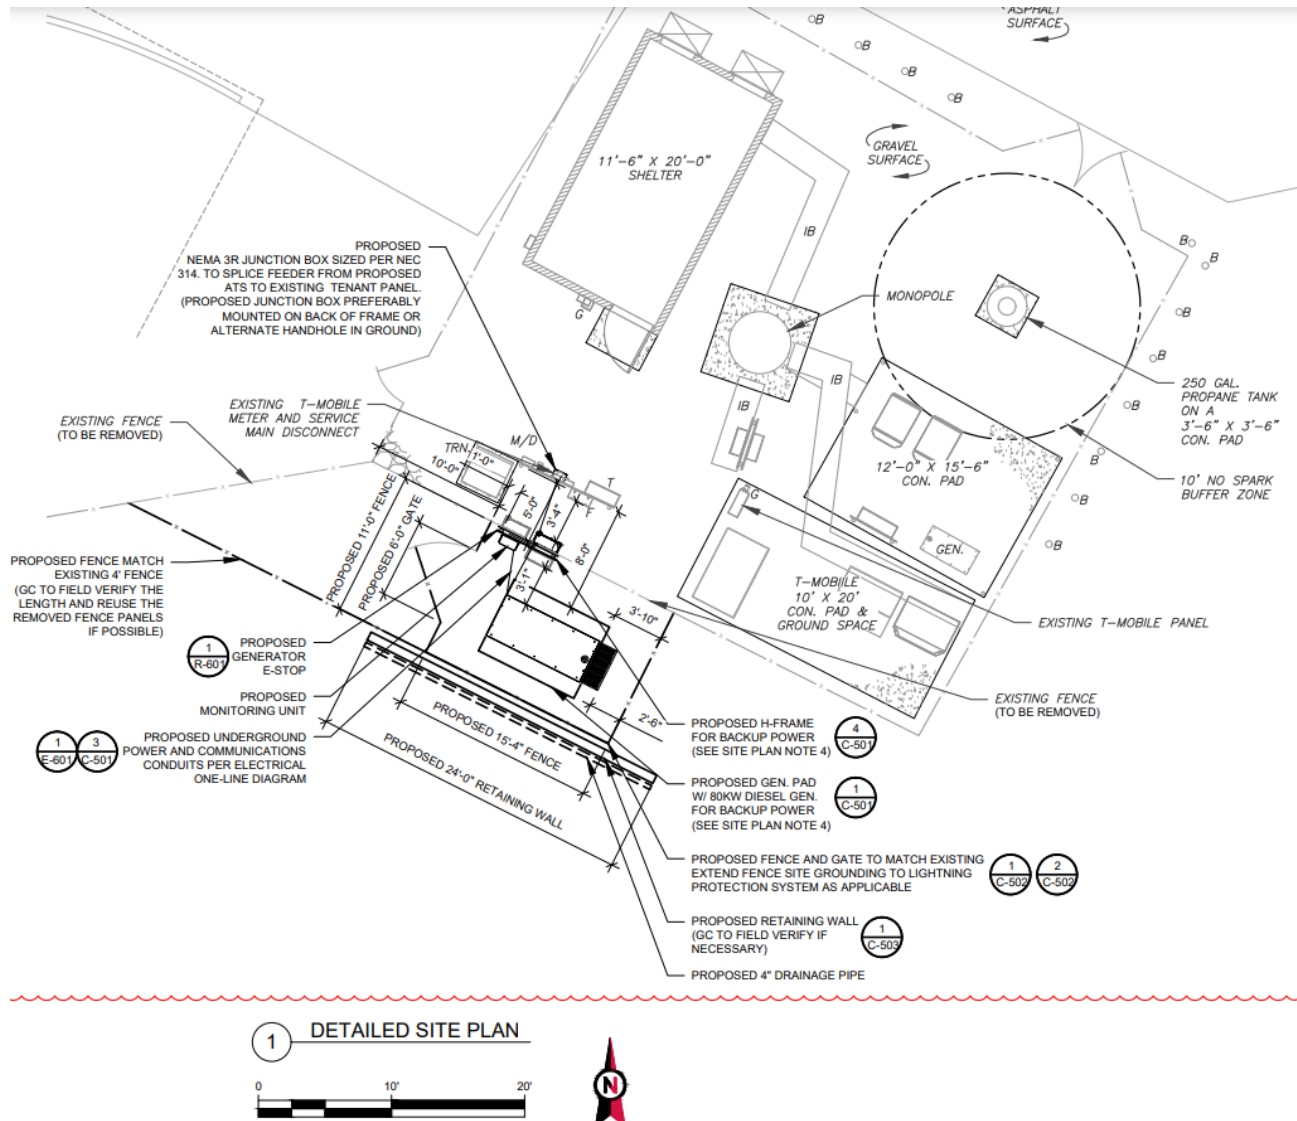 ASPHALT
SURFACE
B
B
B
B
GRAVEL
SURFACE
11'-6" X 20'-0"
SHELTER
IB
B
B
B
B
B
B
B
B
MONOPOLE
G
IB
IB
250 GAL.
PROPANE TANK
ON A
3'-6" X 3'-6"
CON. PAD
10' NO SPARK
BUFFER ZONE
12'-0" X 15'-6"
CON. PAD
GEN.
G
T-MOBILE
10' X 20'
CON. PAD &
GROUND SPACE
EXISTING T-MOBILE PANEL
EXISTING FENCE
(TO BE REMOVED)
PROPOSED
NEMA 3R JUNCTION BOX SIZED PER NEC
314. TO SPLICE FEEDER FROM PROPOSED
ATS TO EXISTING TENANT PANEL.
(PROPOSED JUNCTION BOX PREFERABLY
MOUNTED ON BACK OF FRAME OR
ALTERNATE HANDHOLE IN GROUND)
EXISTING T-MOBILE
METER AND SERVICE
MAIN DISCONNECT
EXISTING FENCE
(TO BE REMOVED)
M/D
TRN.
T
F
10'-0"
1'-0"
5'-0"
3'-4"
8'-0"
3'-1"
3'-10"
2'-6"
PROPOSED 11'-0" FENCE
PROPOSED 6'-0" GATE
PROPOSED FENCE MATCH
EXISTING 4' FENCE
(GC TO FIELD VERIFY THE
LENGTH AND REUSE THE
REMOVED FENCE PANELS
IF POSSIBLE)
1
R-601
PROPOSED
GENERATOR
E-STOP
PROPOSED
MONITORING UNIT
1
E-601
3
C-501
PROPOSED UNDERGROUND
POWER AND COMMUNICATIONS
CONDUITS PER ELECTRICAL
ONE-LINE DIAGRAM
PROPOSED 15'-4" FENCE
PROPOSED 24'-0" RETAINING WALL
PROPOSED H-FRAME
FOR BACKUP POWER
(SEE SITE PLAN NOTE 4)
4
C-501
PROPOSED GEN. PAD
W/ 80KW DIESEL GEN.
FOR BACKUP POWER
(SEE SITE PLAN NOTE 4)
1
C-501
PROPOSED FENCE AND GATE TO MATCH EXISTING
EXTEND FENCE SITE GROUNDING TO LIGHTNING
PROTECTION SYSTEM AS APPLICABLE
1
C-502
2
C-502
PROPOSED RETAINING WALL
(GC TO FIELD VERIFY IF
NECESSARY)
1
C-503
PROPOSED 4" DRAINAGE PIPE
1
DETAILED SITE PLAN
0
10'
20'
N